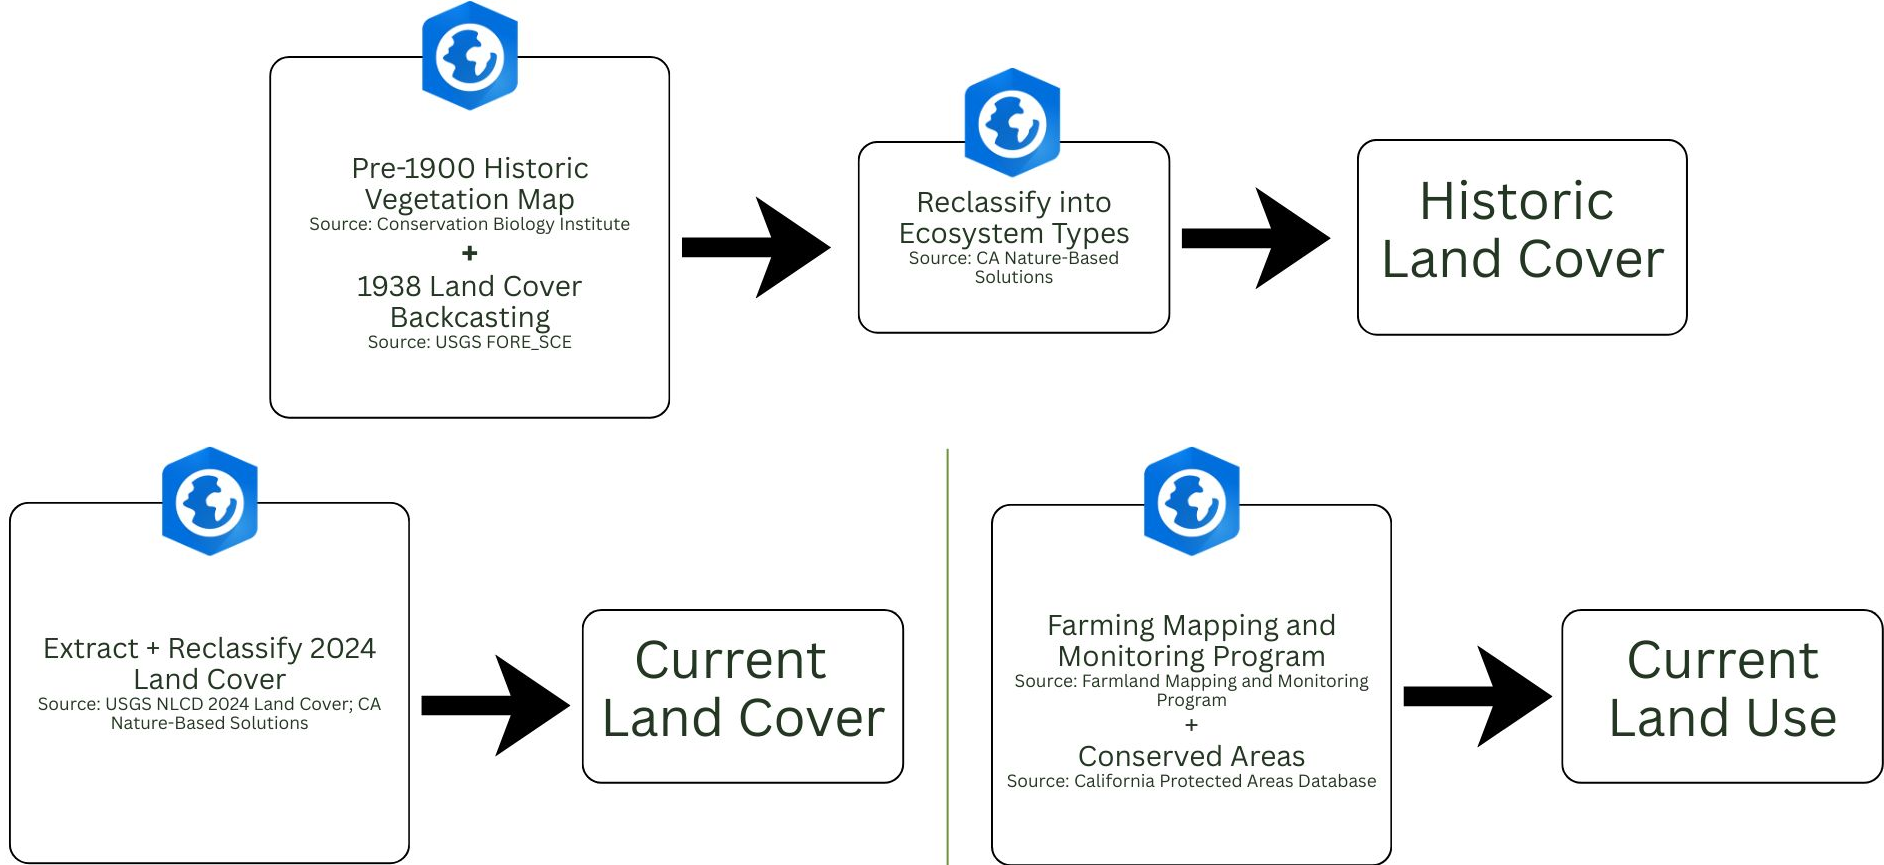 Pre-1900 Historic
Vegetation Map
Source: Conservation Biology Institute
+
1938 Land Cover
Backcasting
Source: USGS FORE_SCE
Reclassify into
Ecosystem Types
Source: CA Nature-Based
Solutions
Historic
Land Cover
Extract + Reclassify 2024
Land Cover
Source: USGS NLCD 2024 Land Cover; CA
Nature-Based Solutions
Current
Land Cover
Farming Mapping and
Monitoring Program
Source: Farmland Mapping and Monitoring
Program
+
Conserved Areas
Source: California Protected Areas Database
Current
Land Use